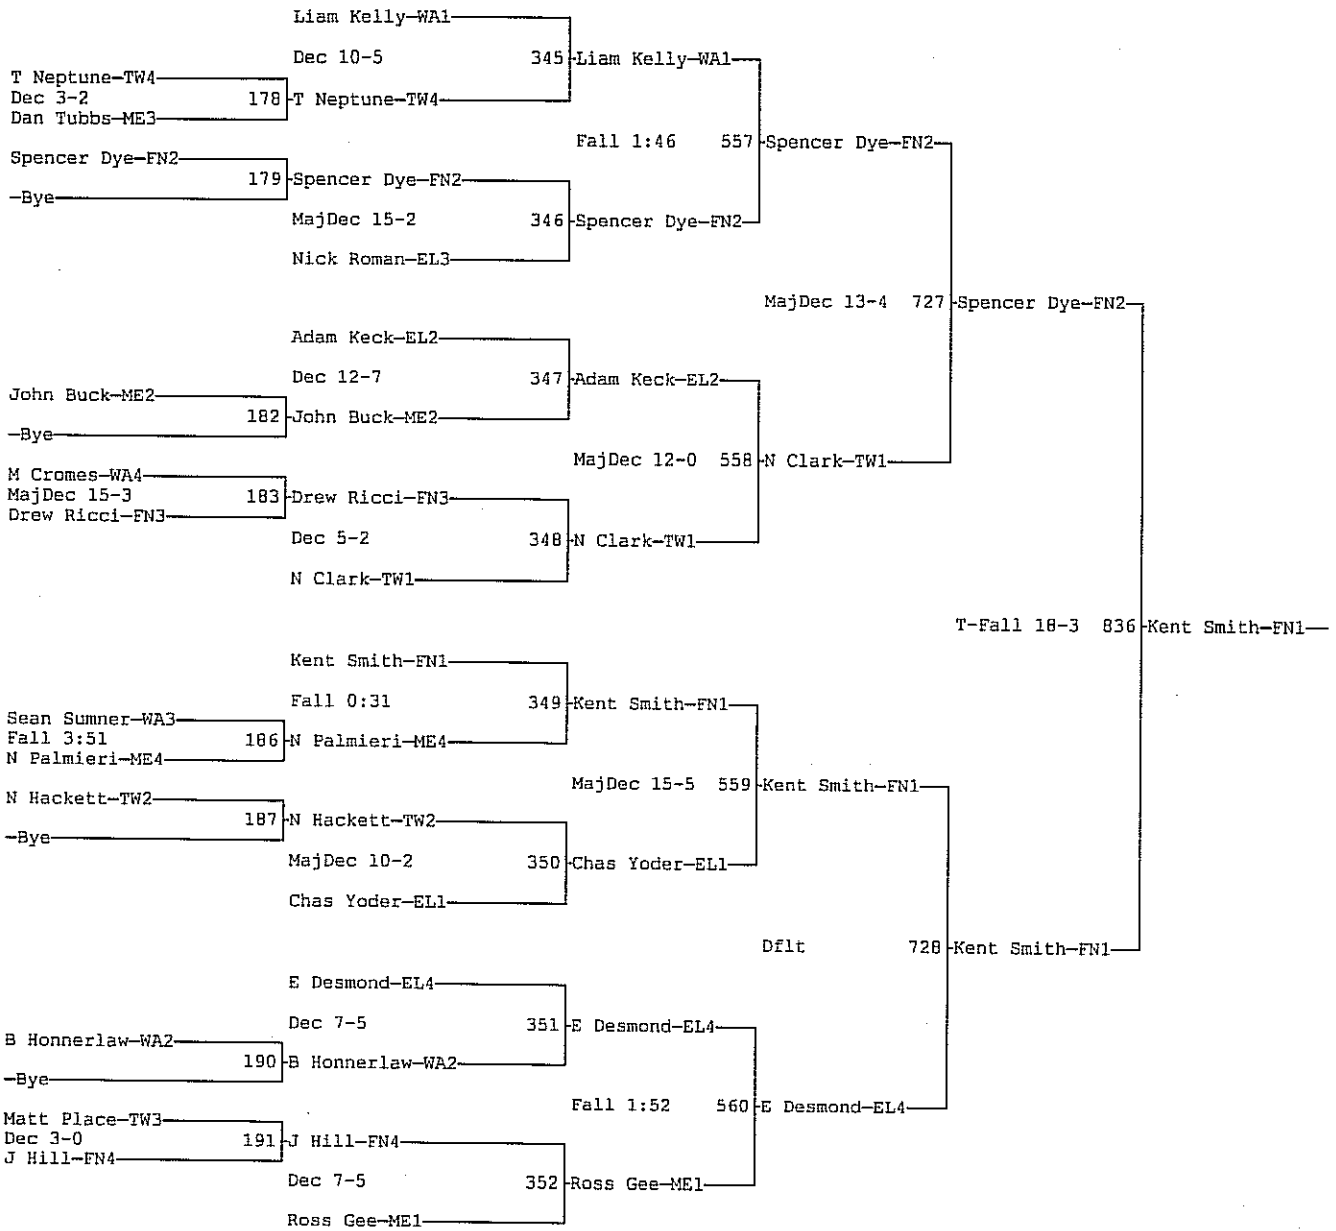 Liam Kelly—WA1
Dec 10-5 345 Liam Kelly—WA1
T Neptune—TW4
Dec 3-2 178 T Neptune—TW4
Dan Tubbs—ME3
Fall 1:46 557 Spencer Dye—FN2
Spencer Dye—FN2
179 Spencer Dye—FN2
—Bye
MajDec 15-2 346 Spencer Dye—FN2
Nick Roman—EL3
MajDec 13-4 727 Spencer Dye—FN2
Adam Keck—EL2
Dec 12-7 347 Adam Keck—EL2
John Buck—ME2
182 John Buck—ME2
—Bye
MajDec 12-0 558 N Clark—TW1
M Cromes—WA4
MajDec 15-3 183 Drew Ricci—FN3
Drew Ricci—FN3
Dec 5-2 348 N Clark—TW1
N Clark—TW1
T-Fall 18-3 836 Kent Smith—FN1
Kent Smith—FN1
Fall 0:31 349 Kent Smith—FN1
Sean Sumner—WA3
Fall 3:51 186 N Palmieri—ME4
N Palmieri—ME4
MajDec 15-5 559 Kent Smith—FN1
N Hackett—TW2
187 N Hackett—TW2
—Bye
MajDec 10-2 350 Chas Yoder—EL1
Chas Yoder—EL1
Dflt 728 Kent Smith—FN1
E Desmond—EL4
Dec 7-5 351 E Desmond—EL4
B Honnerlaw—WA2
190 B Honnerlaw—WA2
—Bye
Fall 1:52 560 E Desmond—EL4
Matt Place—TW3
Dec 3-0 191 J Hill—FN4
J Hill—FN4
Dec 7-5 352 Ross Gee—ME1
Ross Gee—ME1